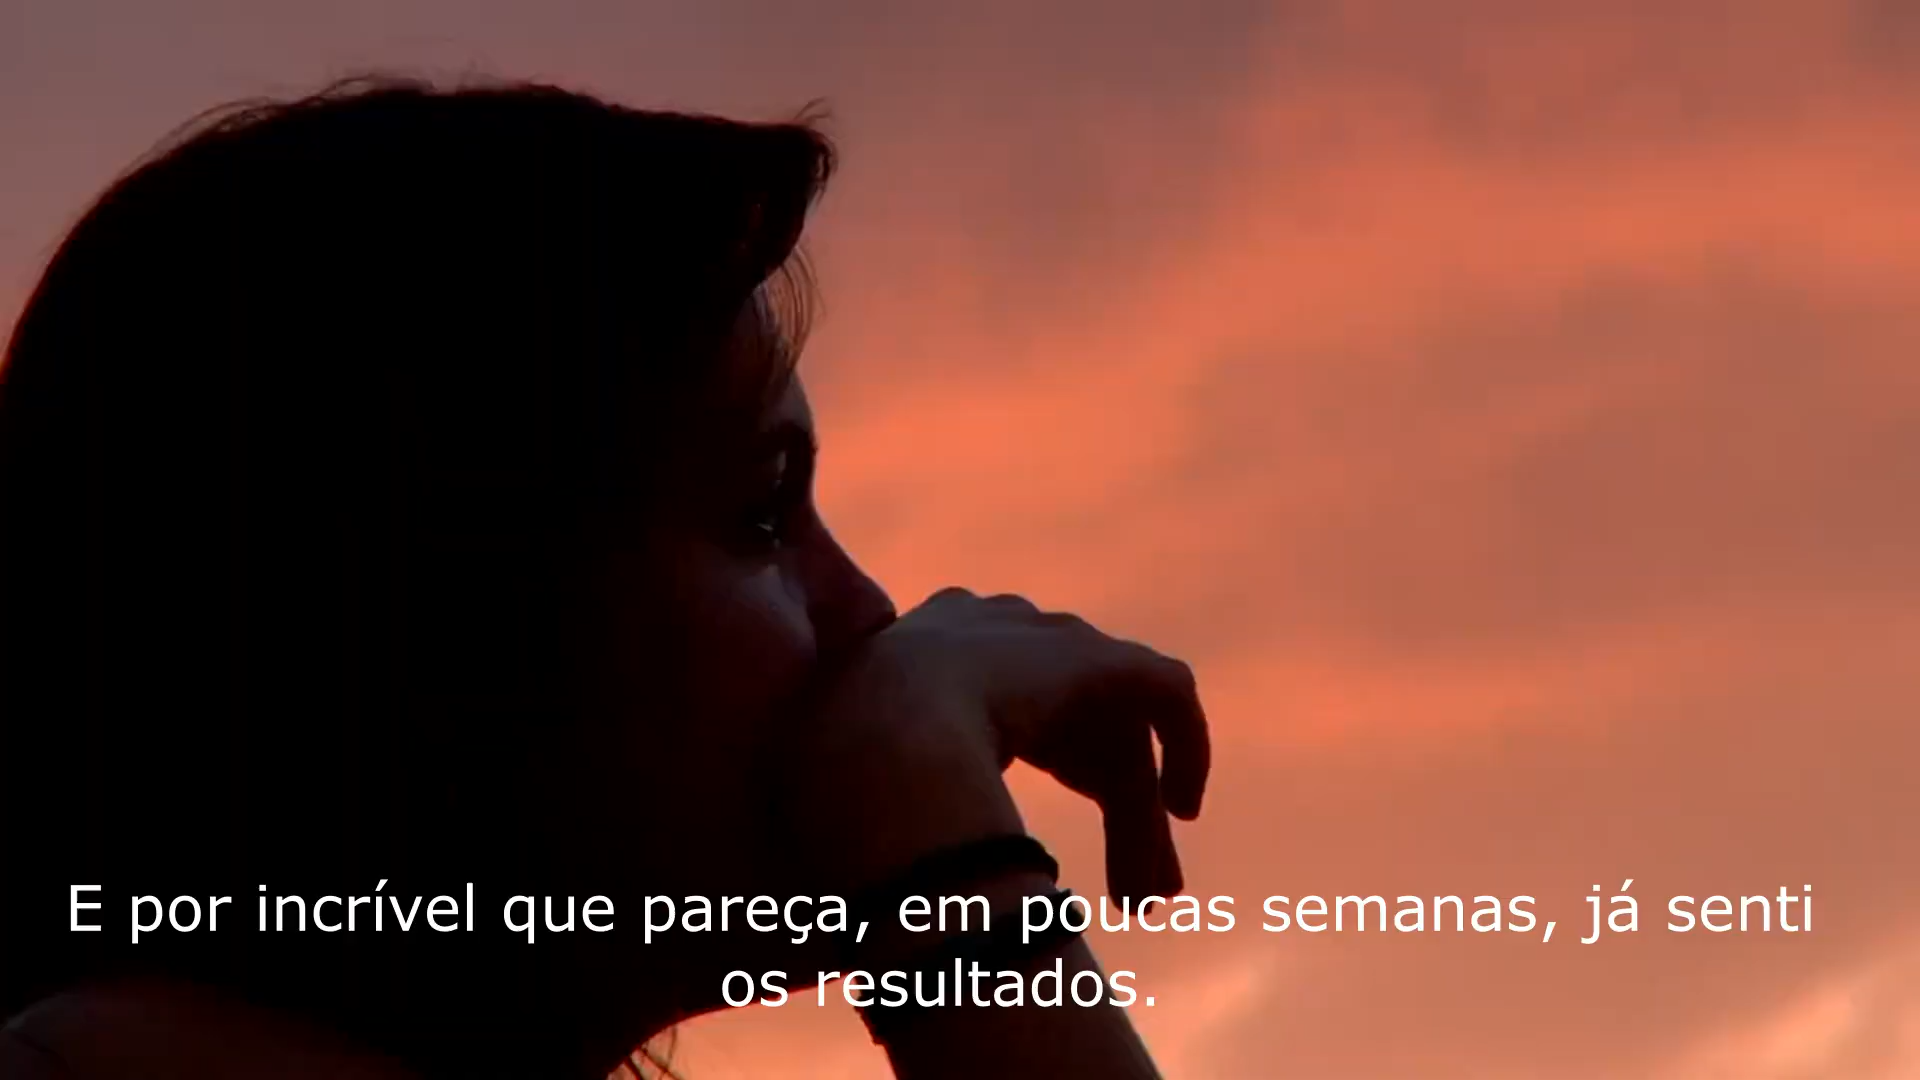 E por incrível que pareça, em poucas semanas, já senti
os resultados.